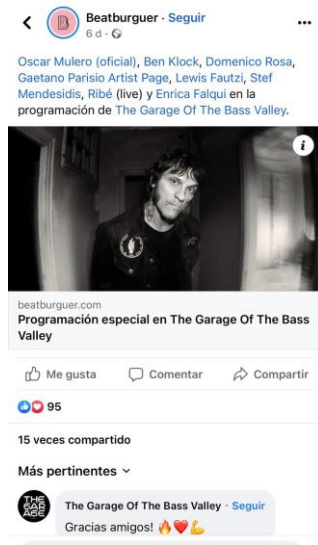 Beatburguer · Seguir
6 d ·
Oscar Mulero (oficial), Ben Klock, Domenico Rosa,
Gaetano Parisio Artist Page, Lewis Fautzi, Stef
Mendesidis, Ribé (live) y Enrica Falqui en la
programación de The Garage Of The Bass Valley.
beatburguer.com
Programación especial en The Garage Of The Bass
Valley
Me gusta
Comentar
Compartir
95
15 veces compartido
Más pertinentes
THE
GAR
AGE
The Garage Of The Bass Valley · Seguir
Gracias amigos! 🔥❤️💪